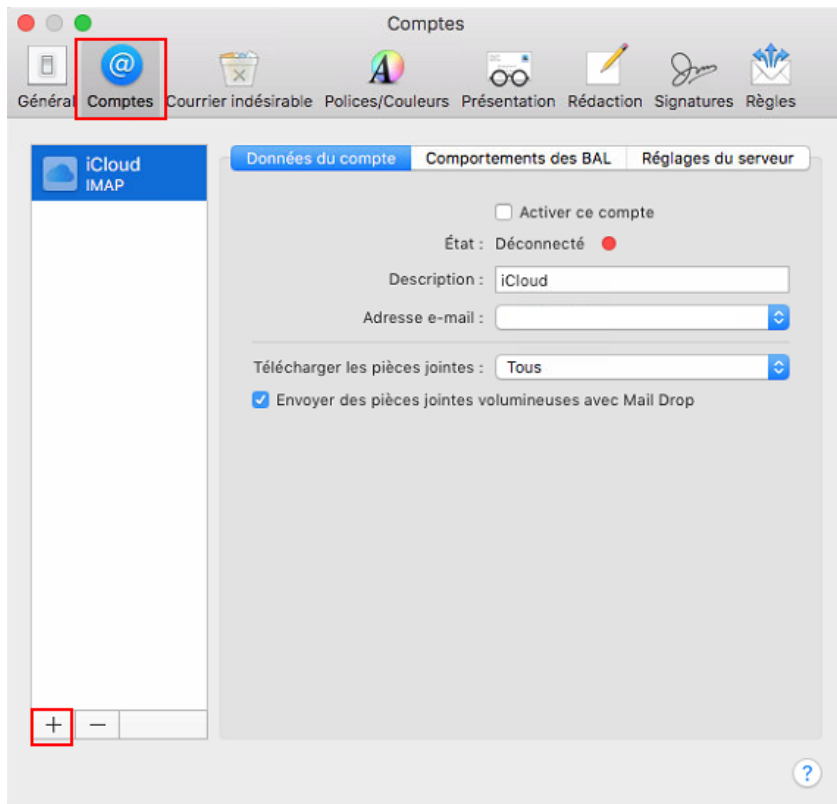 Comptes
Général Comptes Courrier indésirable Polices/Couleurs Présentation Rédaction Signatures Règles
iCloud
IMAP
Données du compte Comportements des BAL Réglages du serveur
Activer ce compte
État : Déconnecté
Description : iCloud
Adresse e-mail :
Télécharger les pièces jointes : Tous
Envoyer des pièces jointes volumineuses avec Mail Drop
+ −
?